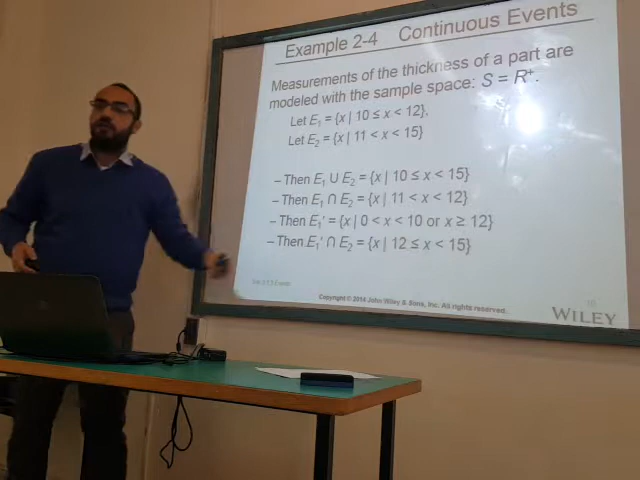 Example 2-4 Continuous Events
Measurements of the thickness of a part are
modeled with the sample space: S = R⁺.
Let E₁ = {x | 10 ≤ x < 12},
Let E₂ = {x | 11 < x < 15}
– Then E₁ ∪ E₂ = {x | 10 ≤ x < 15}
– Then E₁ ∩ E₂ = {x | 11 < x < 12}
– Then E₁' = {x | 0 < x < 10 or x ≥ 12}
– Then E₁' ∩ E₂ = {x | 12 ≤ x < 15}
Copyright © 2014 John Wiley & Sons, Inc. All rights reserved.
WILEY